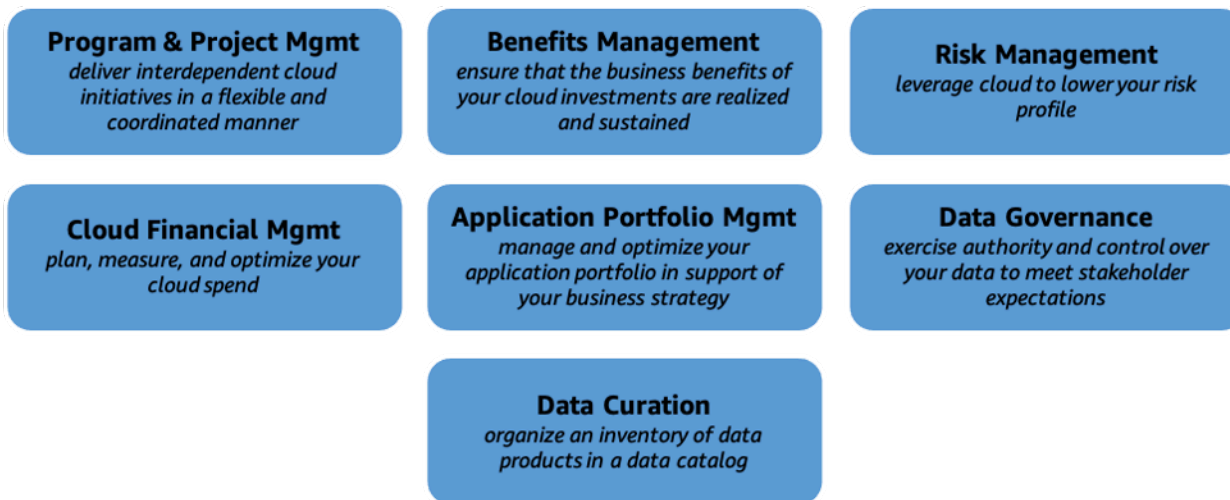 Program & Project Mgmt
deliver interdependent cloud
initiatives in a flexible and
coordinated manner
Benefits Management
ensure that the business benefits of
your cloud investments are realized
and sustained
Risk Management
leverage cloud to lower your risk
profile
Cloud Financial Mgmt
plan, measure, and optimize your
cloud spend
Application Portfolio Mgmt
manage and optimize your
application portfolio in support of
your business strategy
Data Governance
exercise authority and control over
your data to meet stakeholder
expectations
Data Curation
organize an inventory of data
products in a data catalog